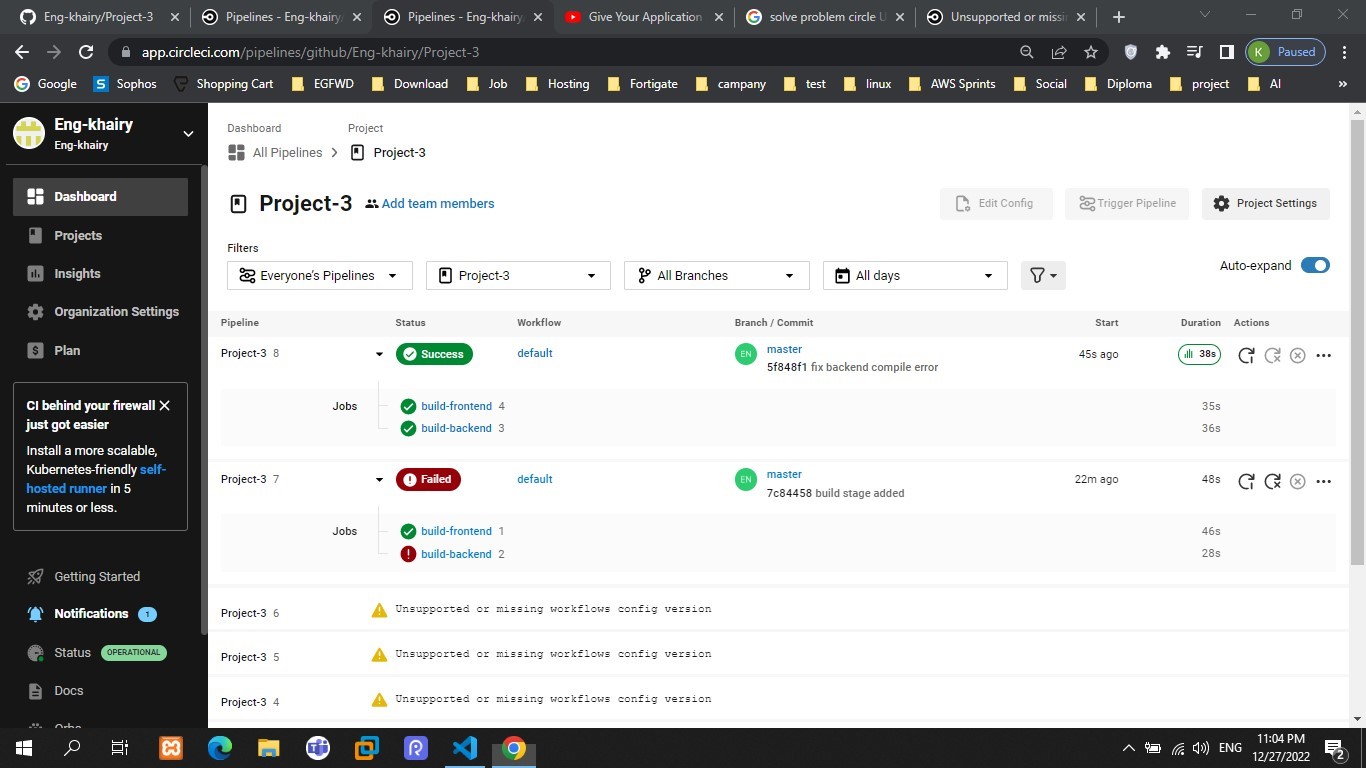 Eng-khairy/Project-3
Pipelines - Eng-khairy
Pipelines - Eng-khairy
Give Your Application
solve problem circle U
Unsupported or missi
app.circleci.com/pipelines/github/Eng-khairy/Project-3
K Paused
Google Sophos Shopping Cart EGFWD Download Job Hosting Fortigate campany test linux AWS Sprints Social Diploma project AI »
Eng-khairy
Eng-khairy
Dashboard
Projects
Insights
Organization Settings
Plan
CI behind your firewall
just got easier
Install a more scalable,
Kubernetes-friendly self-
hosted runner in 5
minutes or less.
Getting Started
Notifications 1
Status OPERATIONAL
Docs
Orbs
Dashboard Project
All Pipelines Project-3
Project-3 Add team members
Edit Config Trigger Pipeline Project Settings
Filters
Everyone's Pipelines Project-3 All Branches All days
Auto-expand
Pipeline Status Workflow Branch / Commit Start Duration Actions
Project-3 8 Success default EN master 45s ago 38s
5f848f1 fix backend compile error
Jobs build-frontend 4 35s
build-backend 3 36s
Project-3 7 Failed default EN master 22m ago 48s
7c84458 build stage added
Jobs build-frontend 1 46s
build-backend 2 28s
Project-3 6 Unsupported or missing workflows config version
Project-3 5 Unsupported or missing workflows config version
Project-3 4 Unsupported or missing workflows config version
ENG
11:04 PM
12/27/2022
2